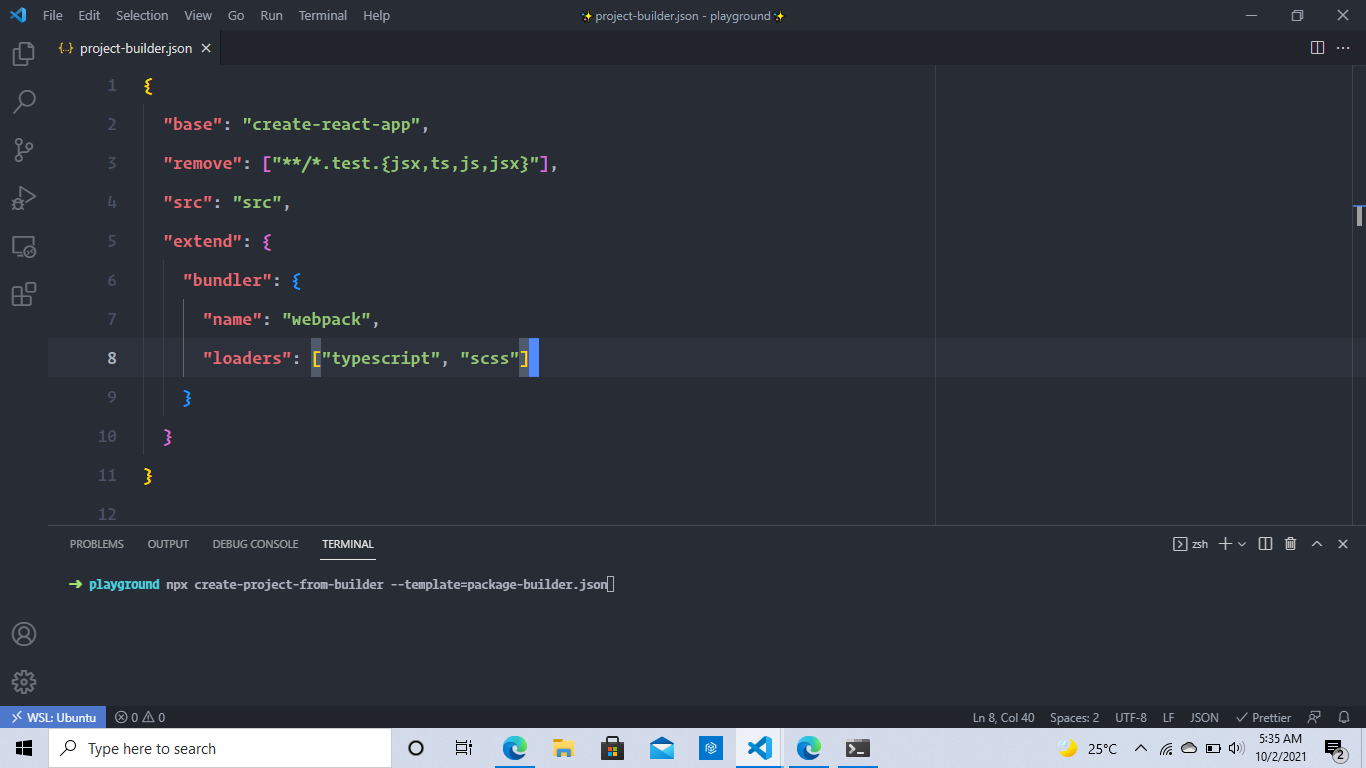 File Edit Selection View Go Run Terminal Help ✨project-builder.json - playground✨
{..} project-builder.json
1 {
2 "base": "create-react-app",
3 "remove": ["**/*.test.{jsx,ts,js,jsx}"],
4 "src": "src",
5 "extend": {
6 "bundler": {
7 "name": "webpack",
8 "loaders": ["typescript", "scss"]
9 }
10 }
11 }
12
PROBLEMS OUTPUT DEBUG CONSOLE TERMINAL zsh
➜ playground npx create-project-from-builder --template=package-builder.json
WSL: Ubuntu 0 0 Ln 8, Col 40 Spaces: 2 UTF-8 LF JSON Prettier
Type here to search 25°C 5:35 AM
10/2/2021 2